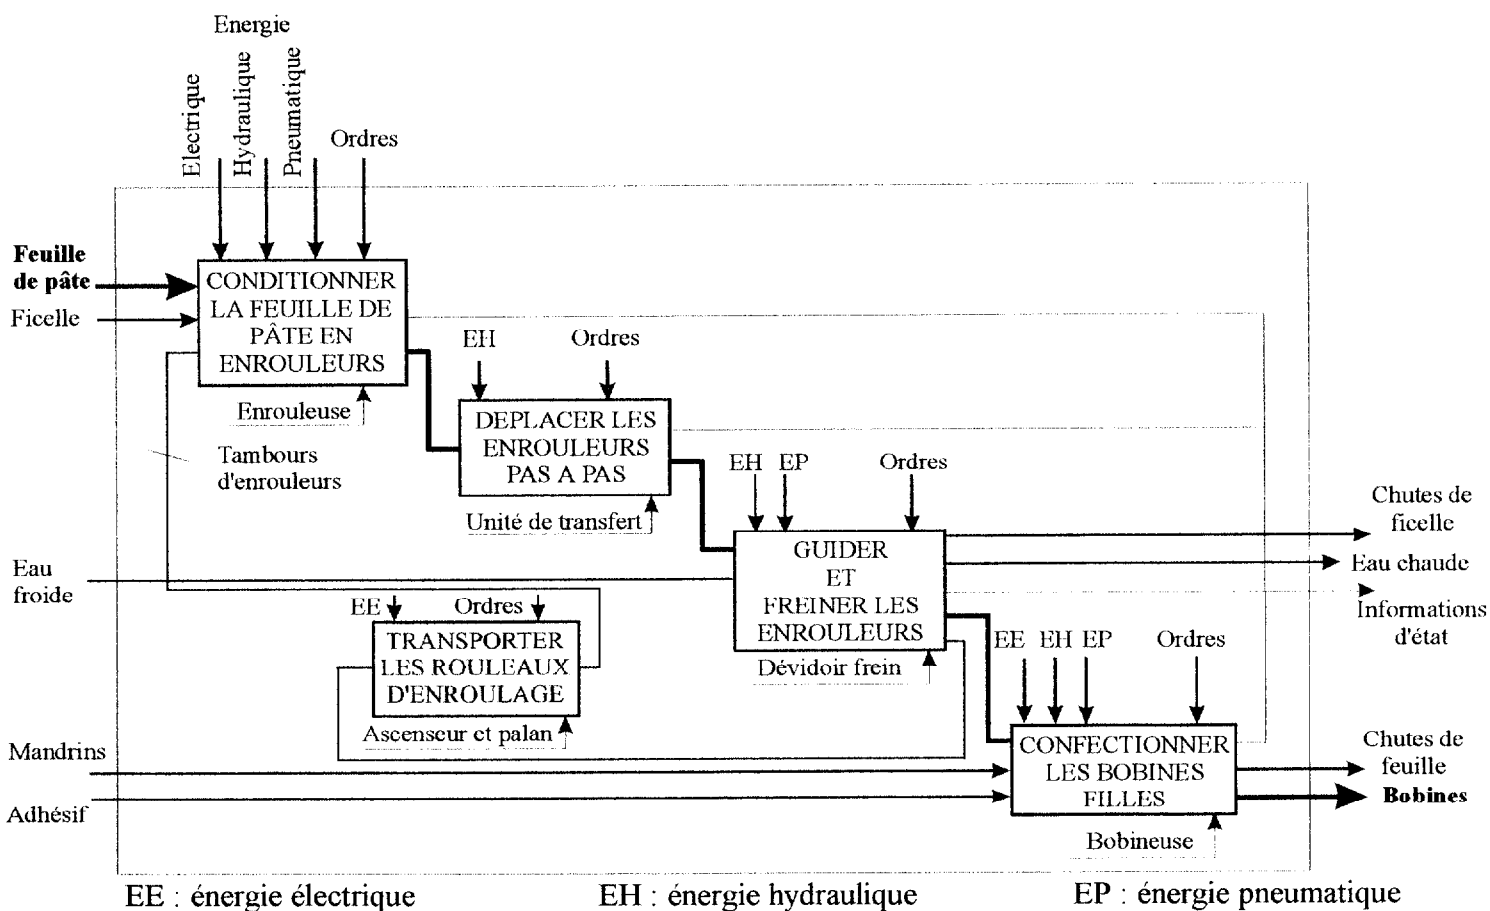 Energie
Electrique
Hydraulique
Pneumatique
Ordres
Feuille
de pâte
Ficelle
CONDITIONNER
LA FEUILLE DE
PÂTE EN
ENROULEURS
Enrouleuse
Tambours
d'enrouleurs
EH
Ordres
DEPLACER LES
ENROULEURS
PAS A PAS
Unité de transfert
EH EP Ordres
GUIDER
ET
FREINER LES
ENROULEURS
Dévidoir frein
Chutes de
ficelle
Eau chaude
Informations
d'état
Eau
froide
EE Ordres
TRANSPORTER
LES ROULEAUX
D'ENROULAGE
Ascenseur et palan
EE EH EP Ordres
CONFECTIONNER
LES BOBINES
FILLES
Bobineuse
Mandrins
Adhésif
Chutes de
feuille
Bobines
EE : énergie électrique
EH : énergie hydraulique
EP : énergie pneumatique